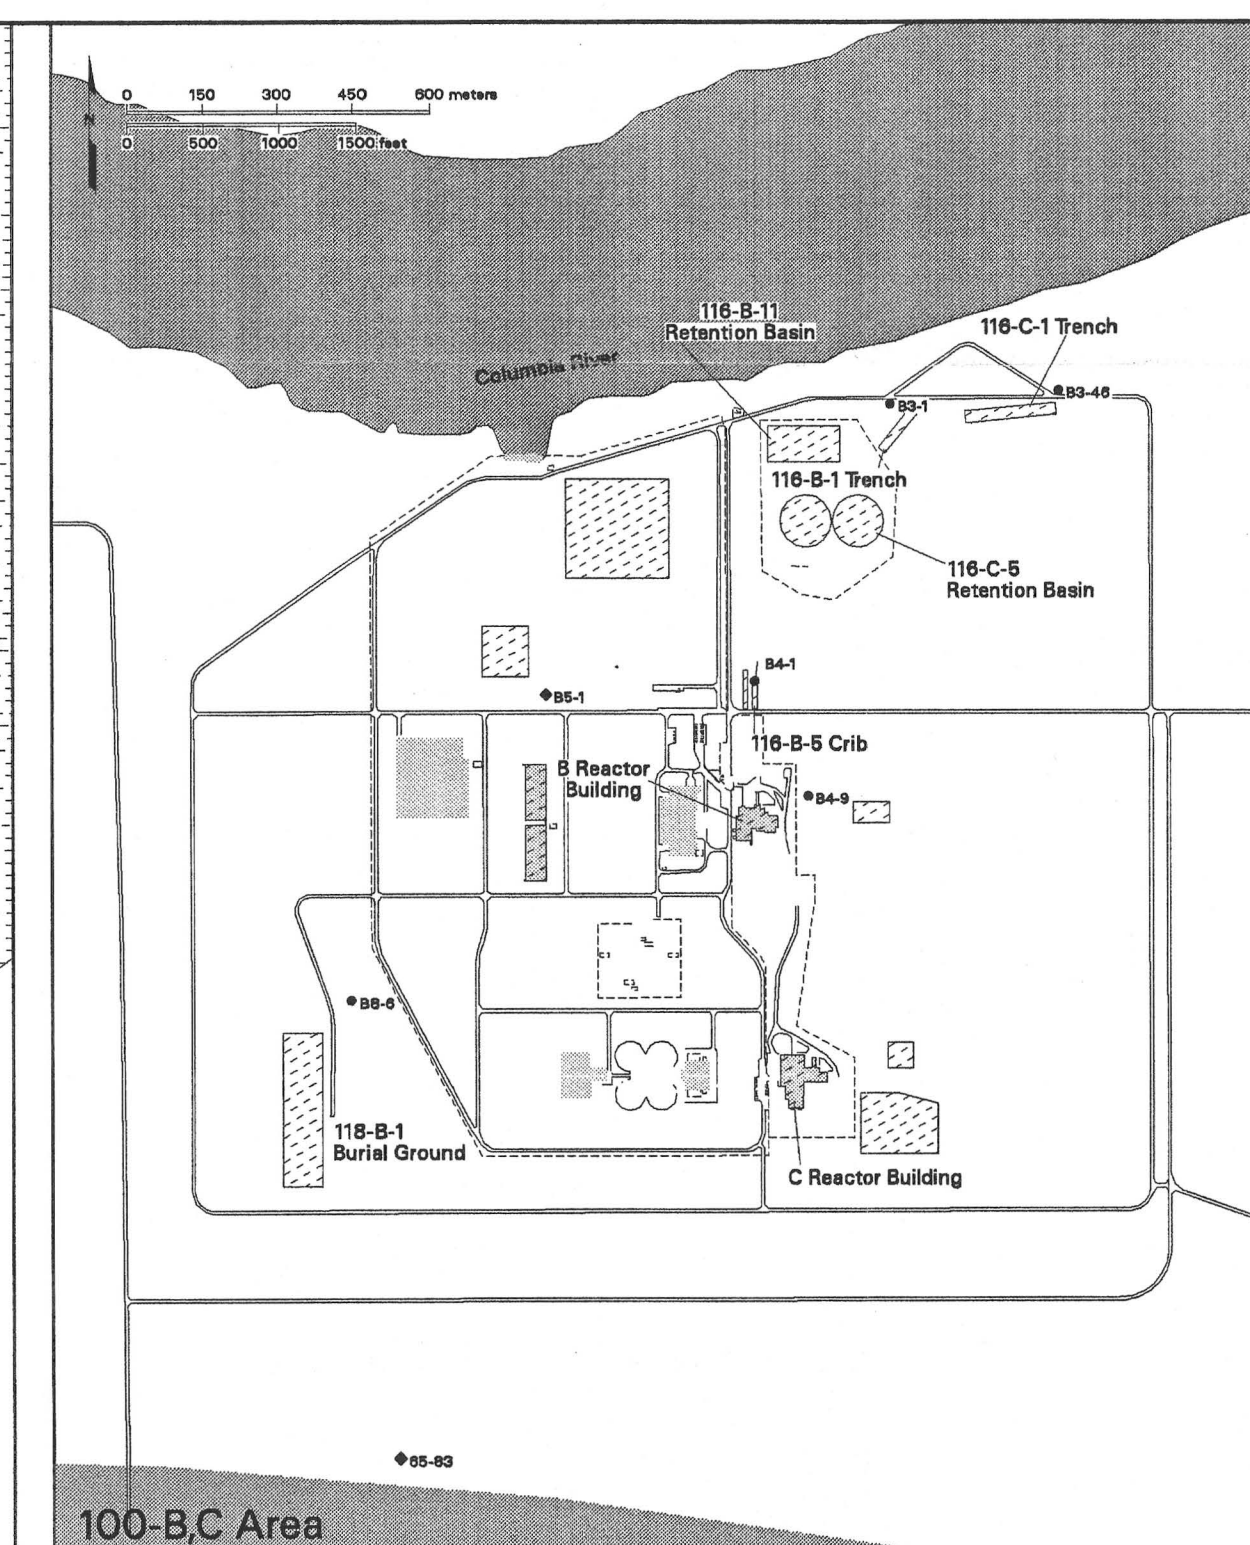 0 150 300 450 600 meters
N
0 500 1000 1500 feet
116-B-11
Retention Basin
116-C-1 Trench
Columbia River
B3-46
B3-1
116-B-1 Trench
116-C-5
Retention Basin
B4-1
B5-1
116-B-5 Crib
B Reactor
Building
B4-9
B8-6
118-B-1
Burial Ground
C Reactor Building
65-83
100-B,C Area